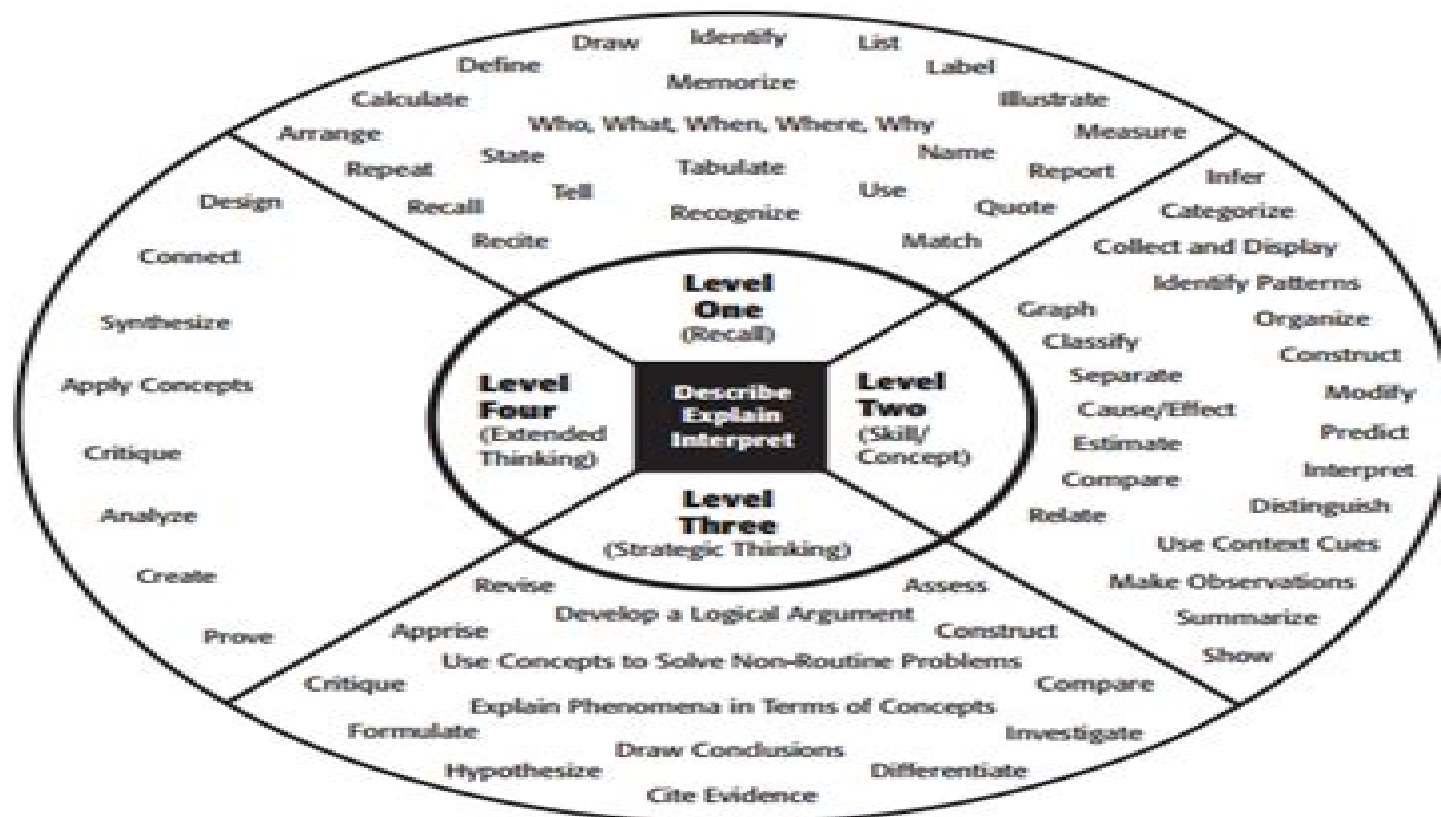 Draw
Identify
List
Define
Label
Memorize
Calculate
Illustrate
Arrange
Who, What, When, Where, Why
Measure
State
Name
Repeat
Tabulate
Report
Tell
Use
Recall
Recognize
Quote
Recite
Match
Level
One
(Recall)
Infer
Categorize
Collect and Display
Identify Patterns
Graph
Organize
Classify
Construct
Separate
Modify
Cause/Effect
Predict
Estimate
Interpret
Compare
Distinguish
Relate
Use Context Cues
Make Observations
Summarize
Show
Level
Two
(Skill/
Concept)
Describe
Explain
Interpret
Level
Three
(Strategic Thinking)
Revise
Assess
Develop a Logical Argument
Apprise
Construct
Use Concepts to Solve Non-Routine Problems
Critique
Compare
Explain Phenomena in Terms of Concepts
Formulate
Investigate
Draw Conclusions
Hypothesize
Differentiate
Cite Evidence
Level
Four
(Extended
Thinking)
Design
Connect
Synthesize
Apply Concepts
Critique
Analyze
Create
Prove